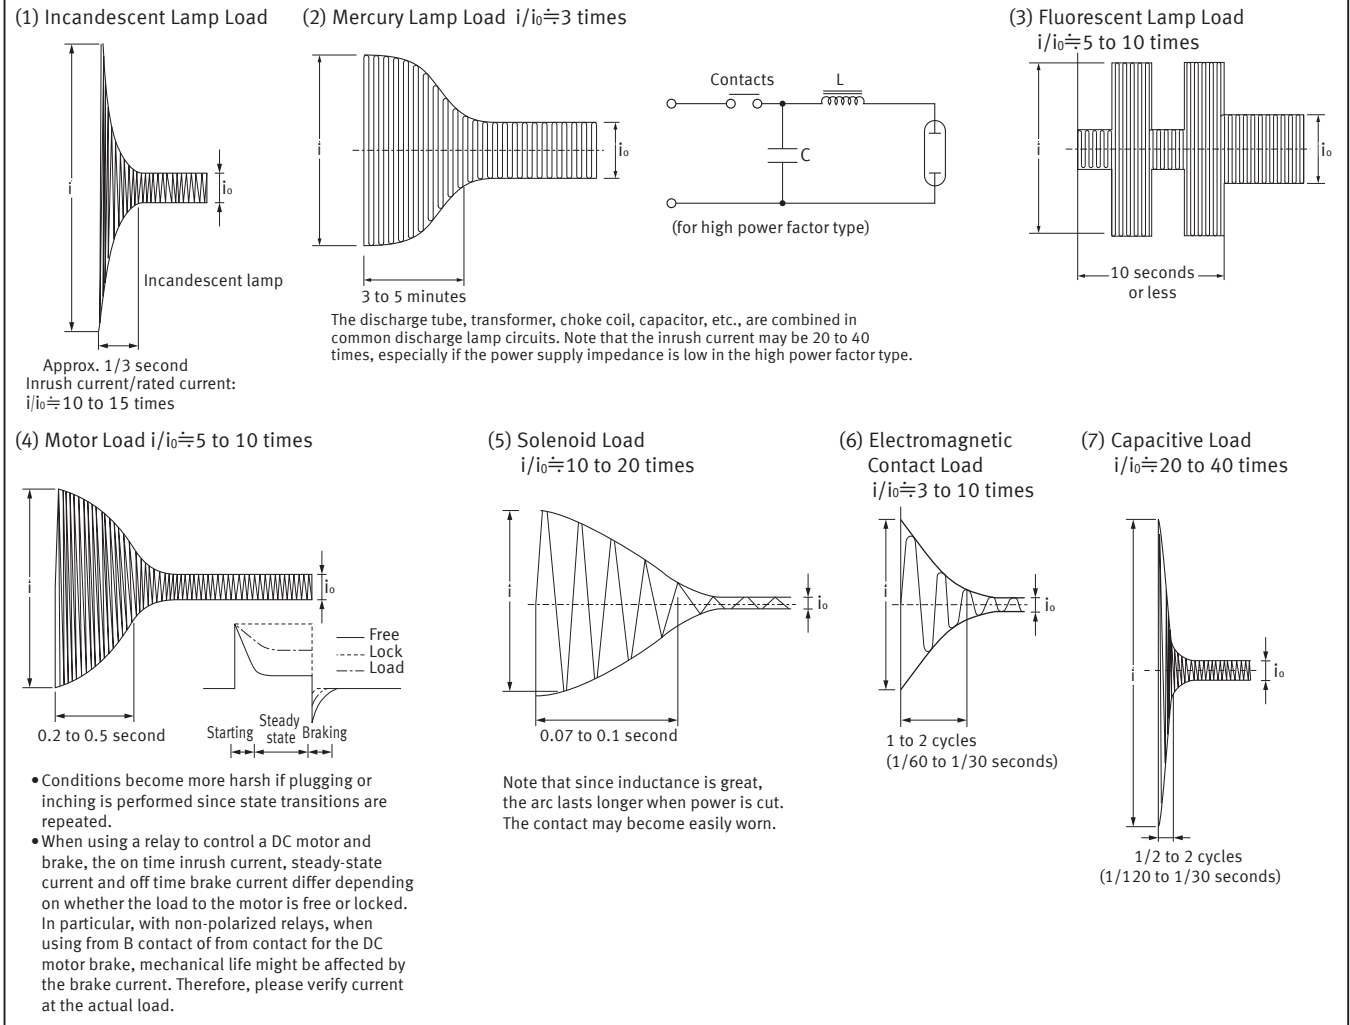 (1) Incandescent Lamp Load
i
i₀
Incandescent lamp
Approx. 1/3 second
Inrush current/rated current:
i/i₀≒10 to 15 times
(2) Mercury Lamp Load i/i₀≒3 times
i
i₀
3 to 5 minutes
Contacts
L
C
(for high power factor type)
The discharge tube, transformer, choke coil, capacitor, etc., are combined in
common discharge lamp circuits. Note that the inrush current may be 20 to 40
times, especially if the power supply impedance is low in the high power factor type.
(3) Fluorescent Lamp Load
i/i₀≒5 to 10 times
i
i₀
10 seconds
or less
(4) Motor Load i/i₀≒5 to 10 times
i
i₀
0.2 to 0.5 second
Free
Lock
Load
Starting
Steady
state
Braking
•Conditions become more harsh if plugging or
inching is performed since state transitions are
repeated.
•When using a relay to control a DC motor and
brake, the on time inrush current, steady-state
current and off time brake current differ depending
on whether the load to the motor is free or locked.
In particular, with non-polarized relays, when
using from B contact of from contact for the DC
motor brake, mechanical life might be affected by
the brake current. Therefore, please verify current
at the actual load.
(5) Solenoid Load
i/i₀≒10 to 20 times
i
i₀
0.07 to 0.1 second
Note that since inductance is great,
the arc lasts longer when power is cut.
The contact may become easily worn.
(6) Electromagnetic
Contact Load
i/i₀≒3 to 10 times
i
i₀
1 to 2 cycles
(1/60 to 1/30 seconds)
(7) Capacitive Load
i/i₀≒20 to 40 times
i
i₀
1/2 to 2 cycles
(1/120 to 1/30 seconds)